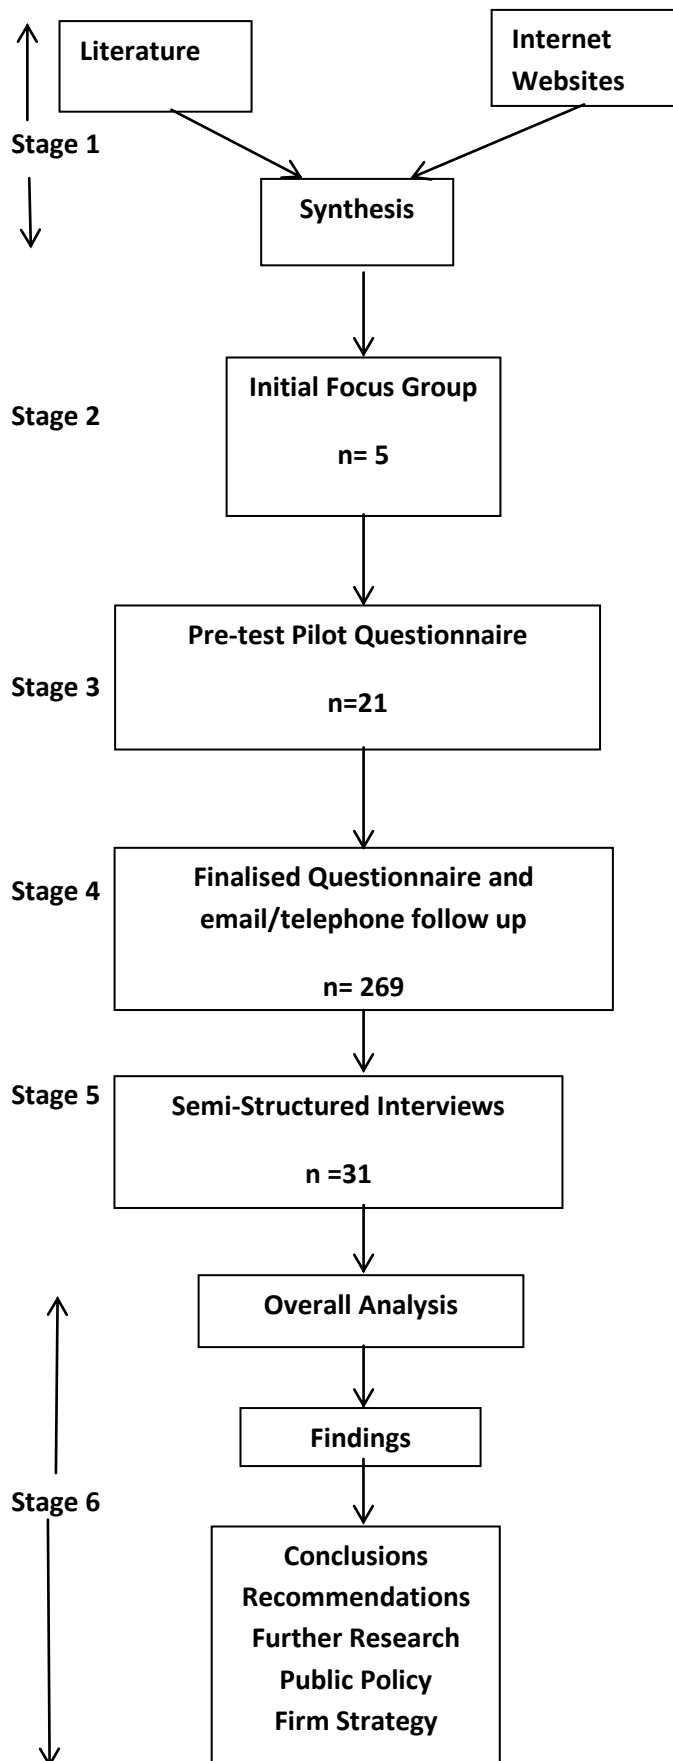 Literature
Internet
Websites
Stage 1
Synthesis
Initial Focus Group
Stage 2
n= 5
Pre-test Pilot Questionnaire
Stage 3
n=21
Stage 4
Finalised Questionnaire and
email/telephone follow up
n= 269
Stage 5
Semi-Structured Interviews
n =31
Overall Analysis
Findings
Stage 6
Conclusions
Recommendations
Further Research
Public Policy
Firm Strategy